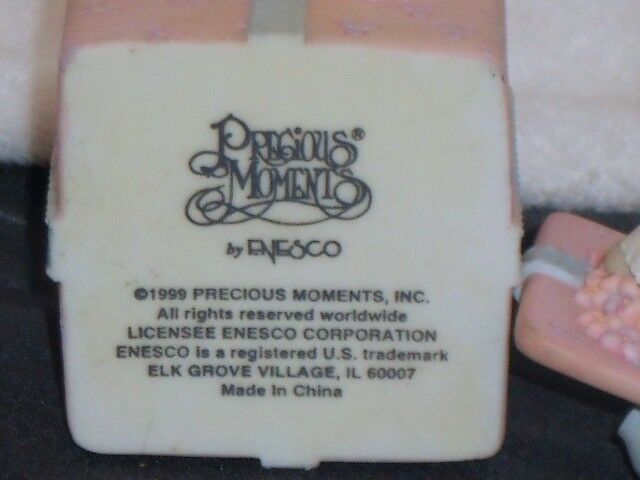 PRECIOUS®
MOMENTS
by ENESCO
©1999 PRECIOUS MOMENTS, INC.
All rights reserved worldwide
LICENSEE ENESCO CORPORATION
ENESCO is a registered U.S. trademark
ELK GROVE VILLAGE, IL 60007
Made In China